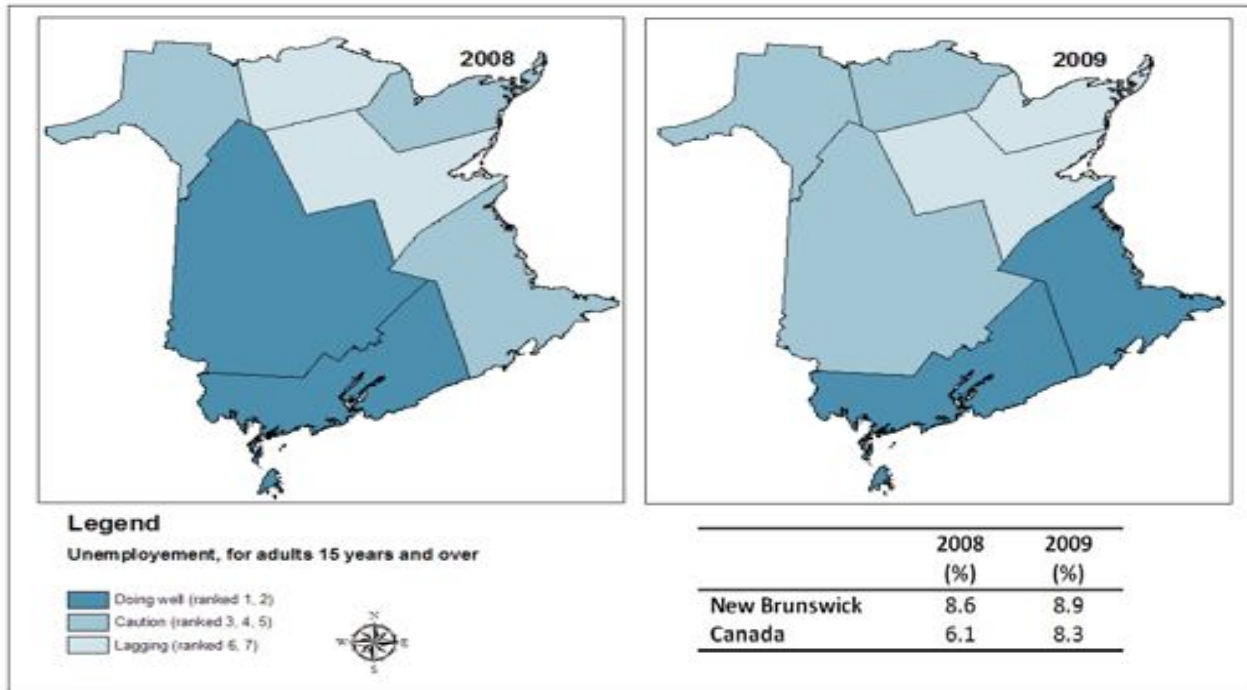 2008
2009
Legend
Unemployement, for adults 15 years and over
Doing well (ranked 1, 2)
Caution (ranked 3, 4, 5)
Lagging (ranked 6, 7)
N
W E
S
2008 2009
(%) (%)
New Brunswick 8.6 8.9
Canada 6.1 8.3